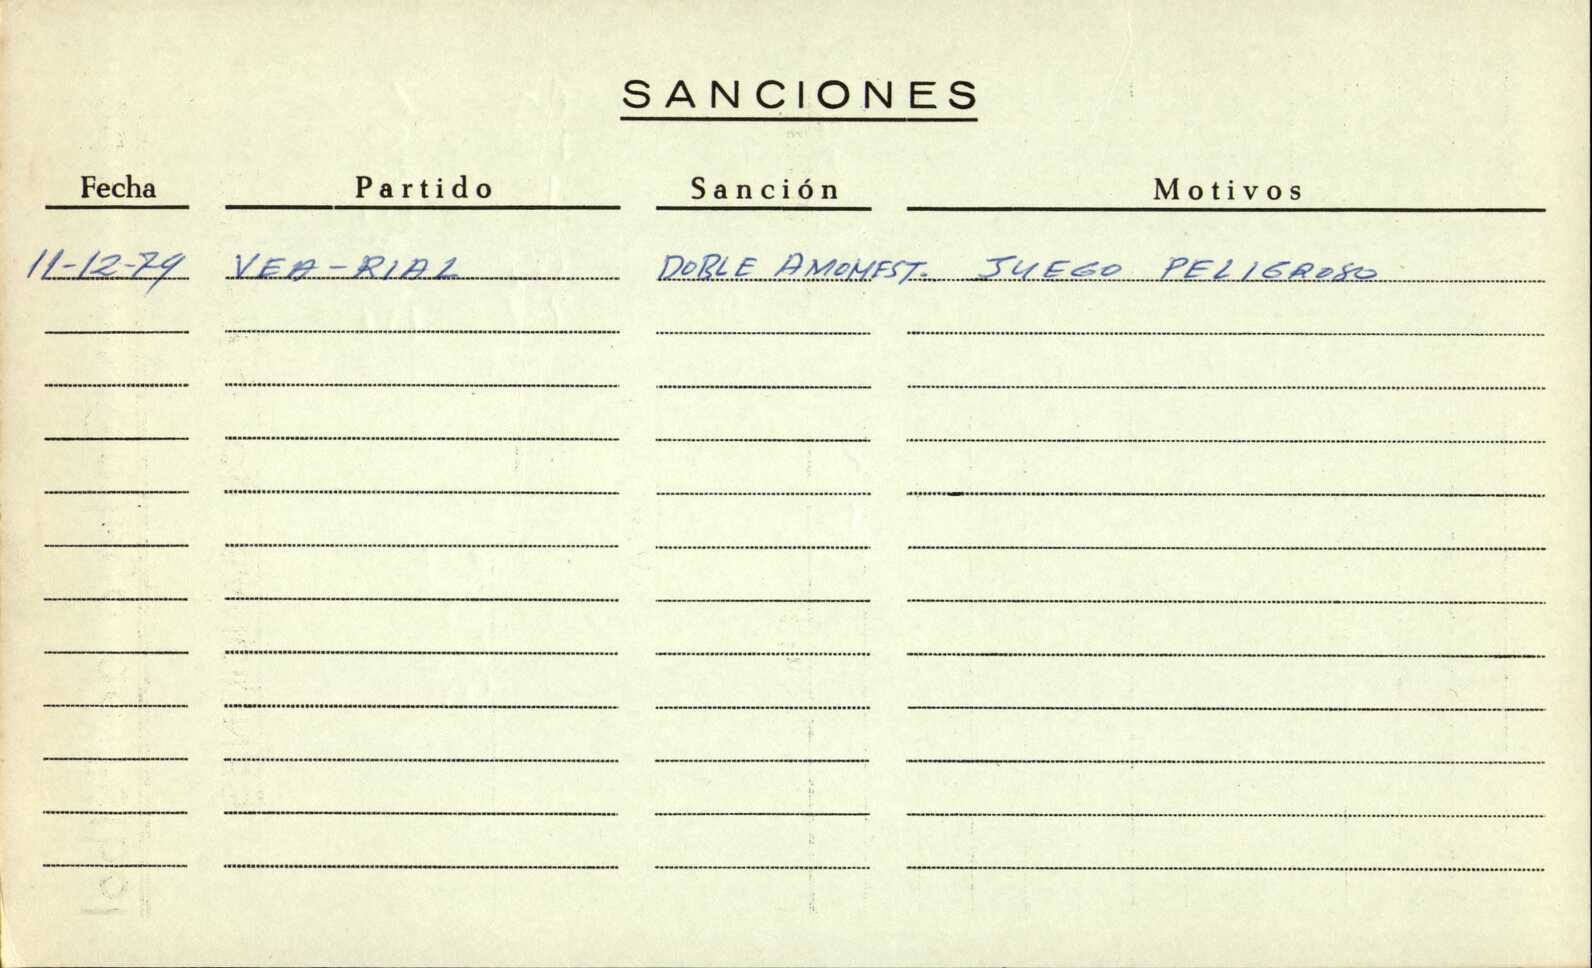 SANCIONES
Fecha Partido Sanción Motivos
11-12-79 VEA-RIAL DOBLE AMONEST. JUEGO PELIGROSO